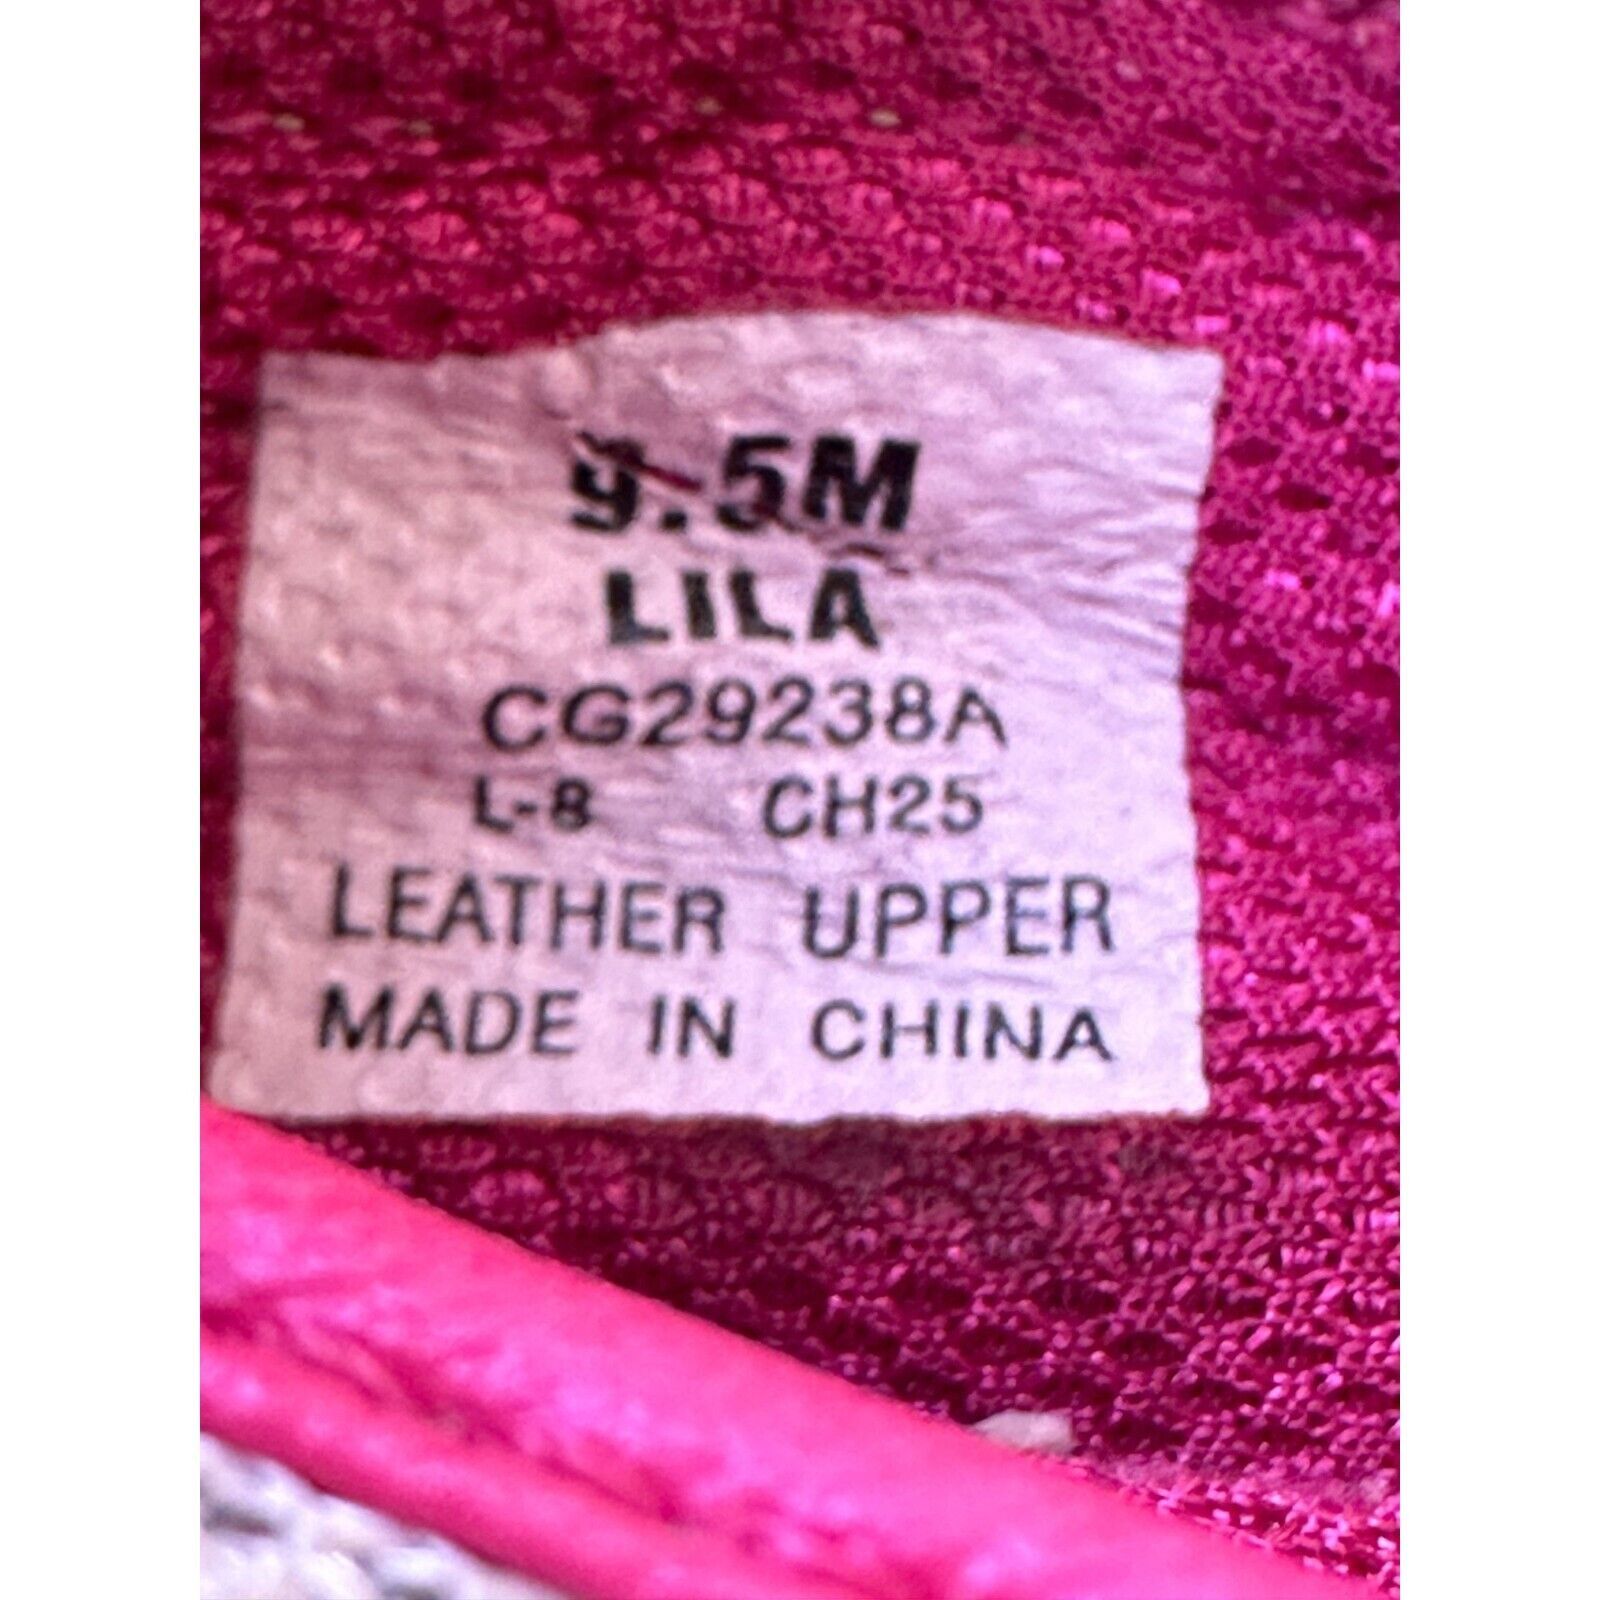 9.5M
LILA
CG29238A
L-8 CH25
LEATHER UPPER
MADE IN CHINA